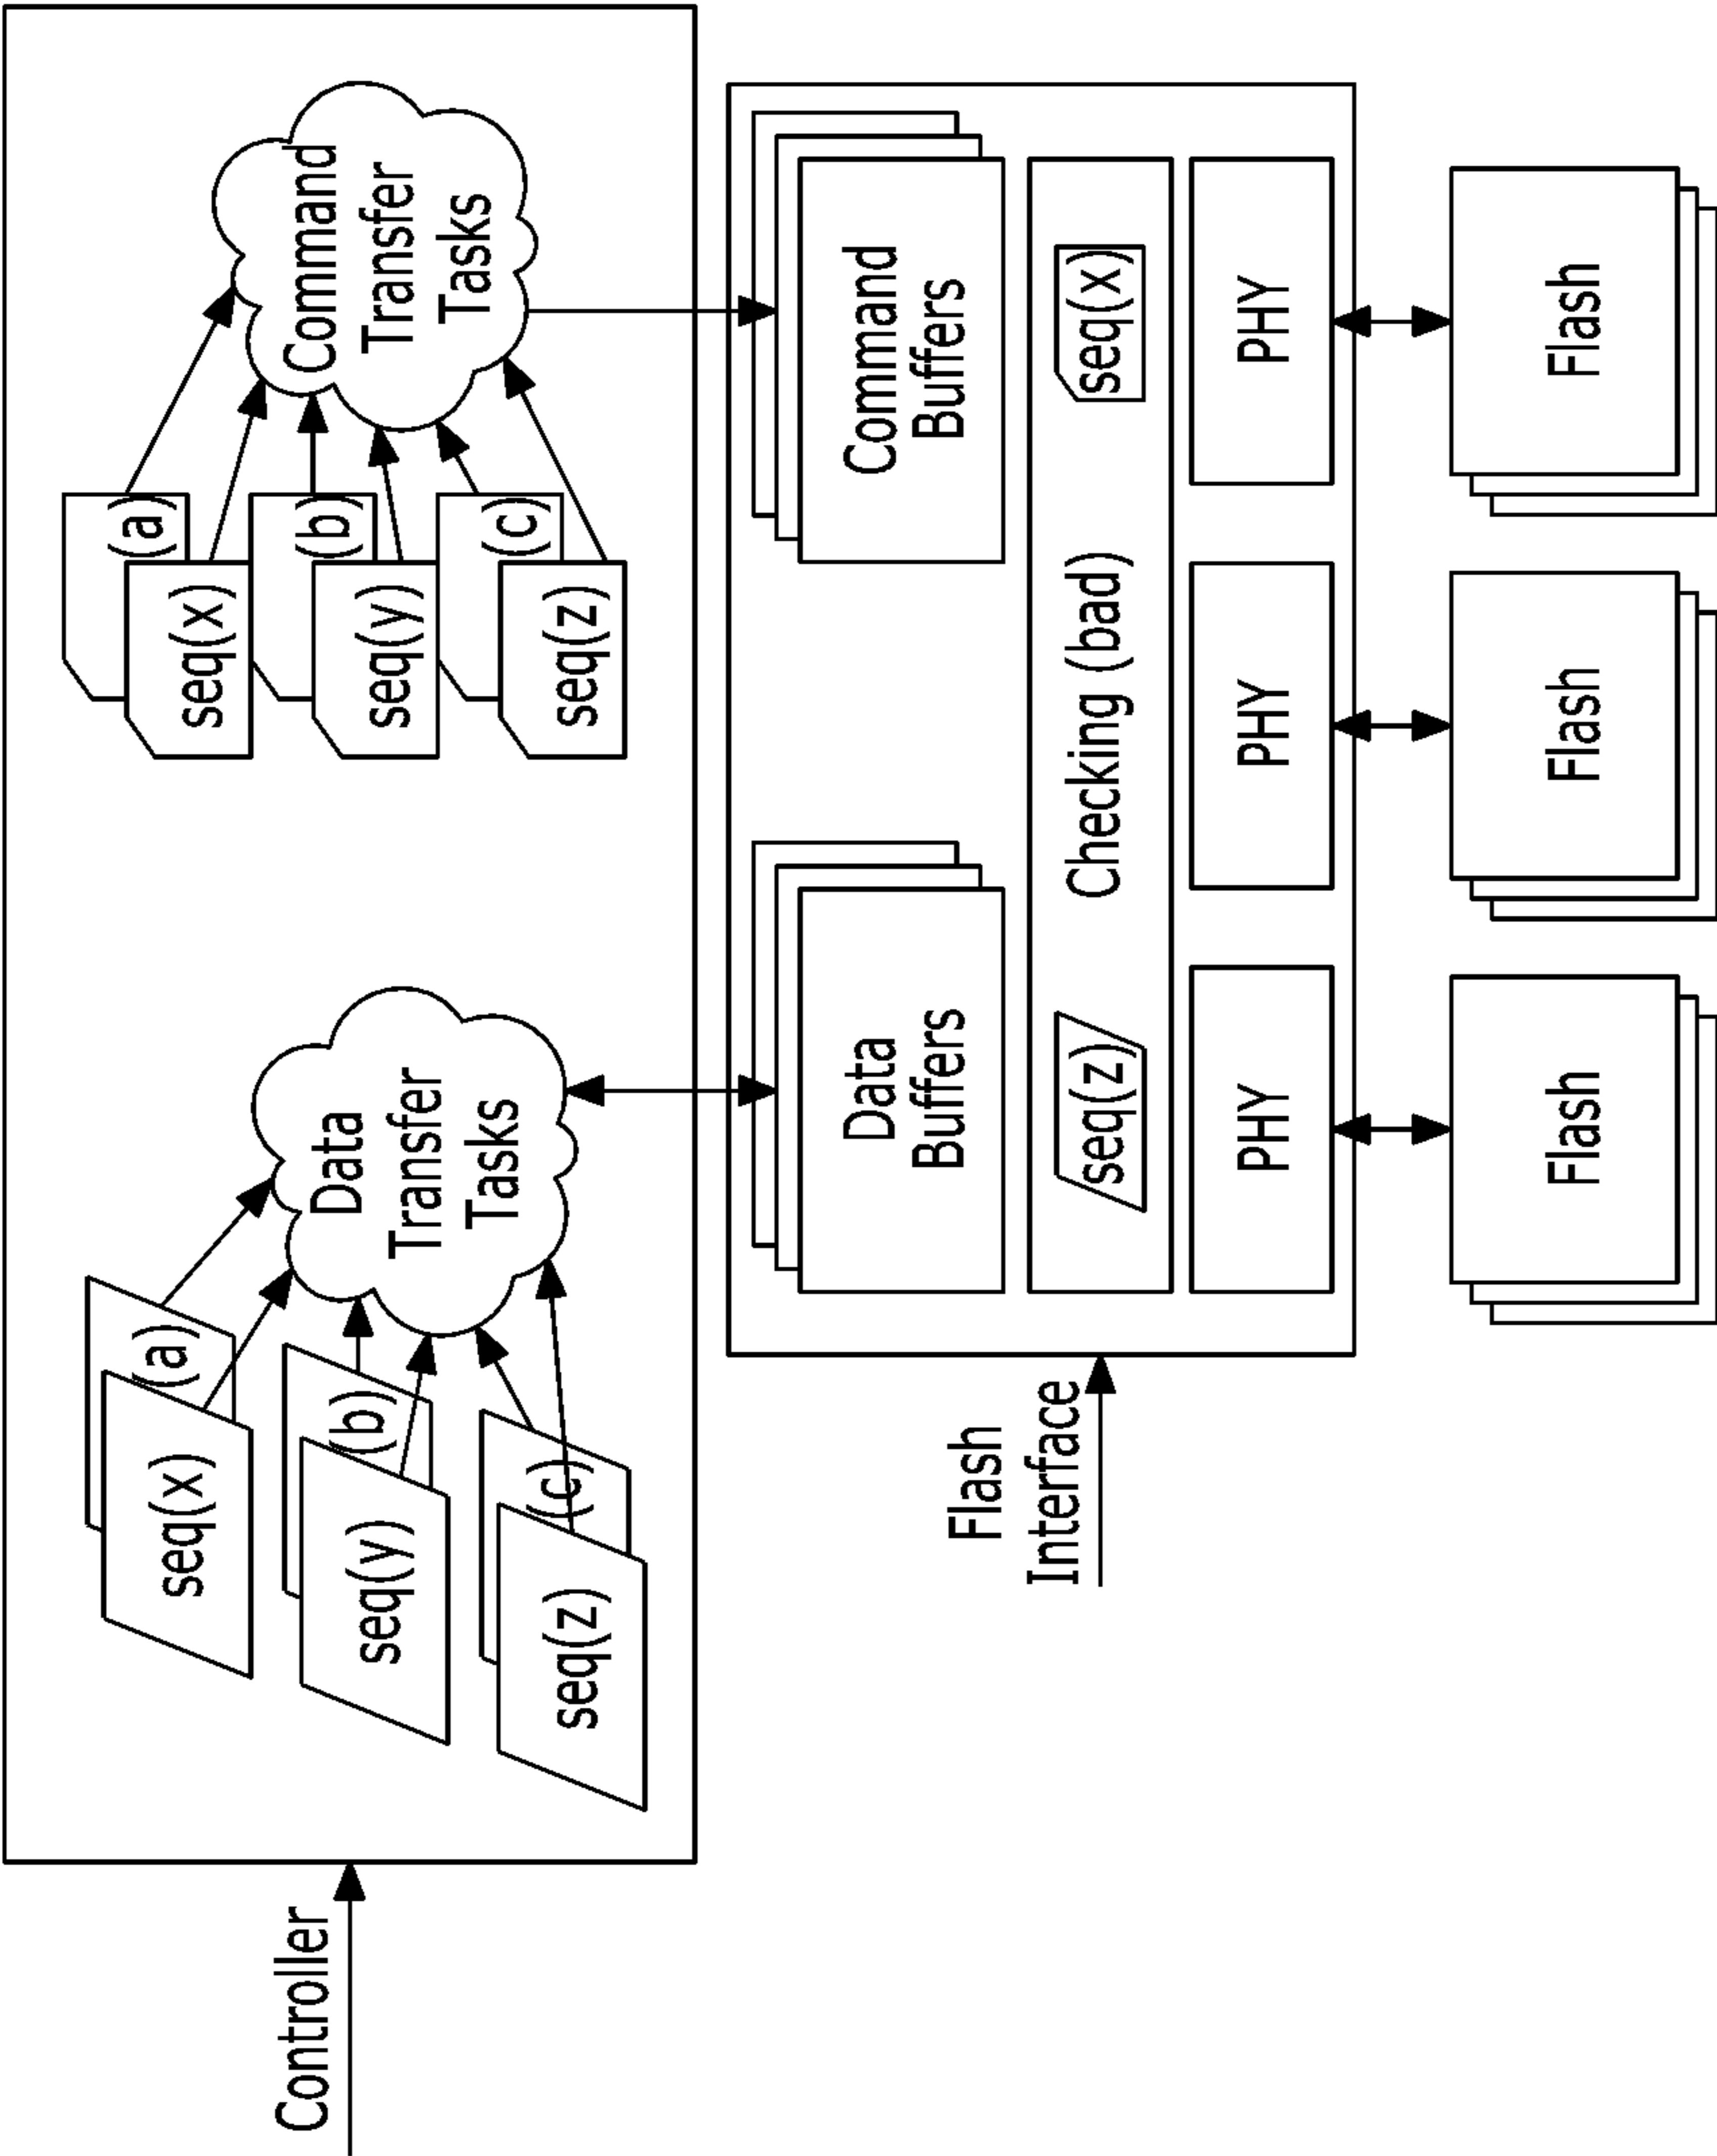 Controller
(a)
seq(x)
(b)
seq(y)
(c)
seq(z)
Data
Transfer
Tasks
(a)
seq(x)
(b)
seq(y)
(c)
seq(z)
Command
Transfer
Tasks
Flash
Interface
Data
Buffers
Command
Buffers
seq(z)
Checking (bad)
seq(x)
PHY
PHY
PHY
Flash
Flash
Flash